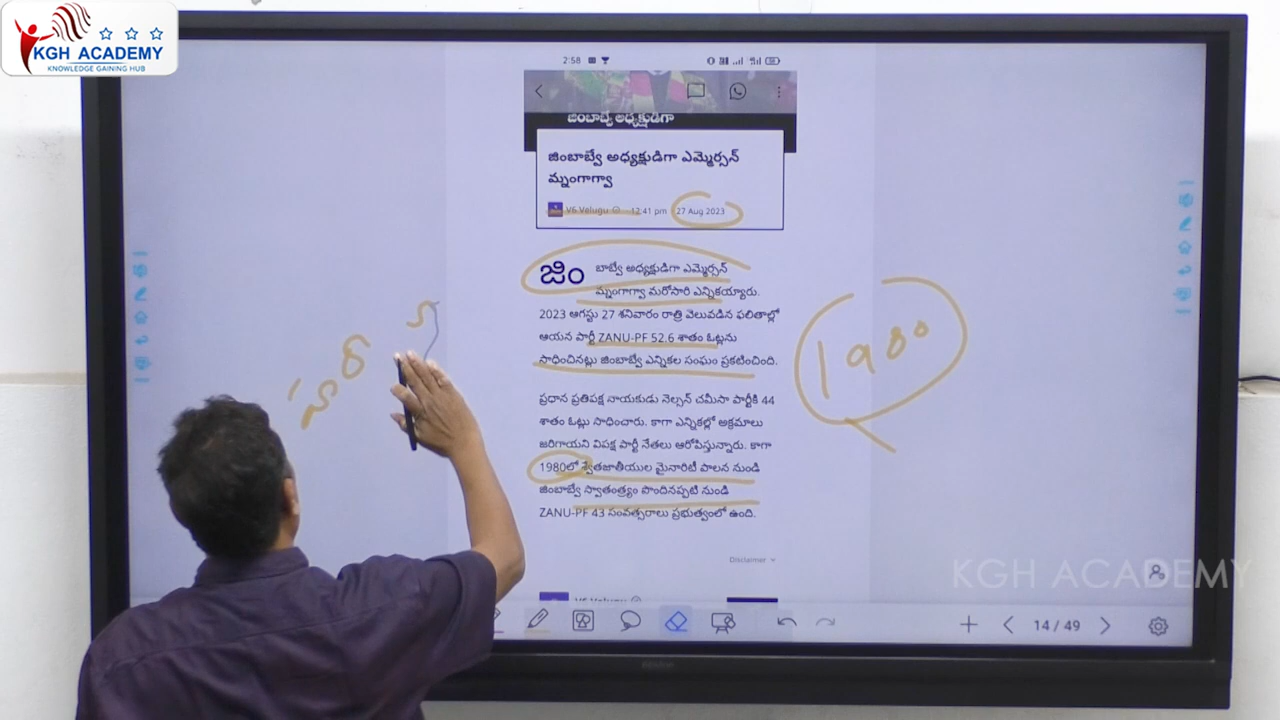 KGH ACADEMY
KNOWLEDGE GAINING HUB
2:58
జింబాబ్వే అధ్యక్షుడిగా
జింబాబ్వే అధ్యక్షుడిగా ఎమ్మెర్సన్
మ్నంగాగ్వా
V6 Velugu 12:41 pm 27 Aug 2023
జిం బాబ్వే అధ్యక్షుడిగా ఎమ్మెర్సన్
మ్నంగాగ్వా మరోసారి ఎన్నికయ్యారు.
2023 ఆగస్టు 27 శనివారం రాత్రి వెలువడిన ఫలితాల్లో
ఆయన పార్టీ ZANU-PF 52.6 శాతం ఓట్లను
సాధించినట్లు జింబాబ్వే ఎన్నికల సంఘం ప్రకటించింది.
ప్రధాన ప్రతిపక్ష నాయకుడు నెల్సన్ చమీసా పార్టీకి 44
శాతం ఓట్లు సాధించారు. కాగా ఎన్నికల్లో అక్రమాలు
జరిగాయని విపక్ష పార్టీ నేతలు ఆరోపిస్తున్నారు. కాగా
1980లో శ్వేతజాతీయుల మైనారిటీ పాలన నుండి
జింబాబ్వే స్వాతంత్ర్యం పొందినప్పటి నుండి
ZANU-PF 43 సంవత్సరాలు ప్రభుత్వంలో ఉంది.
1980
Disclaimer
V6 Velugu
KGH ACADEMY
14 / 49